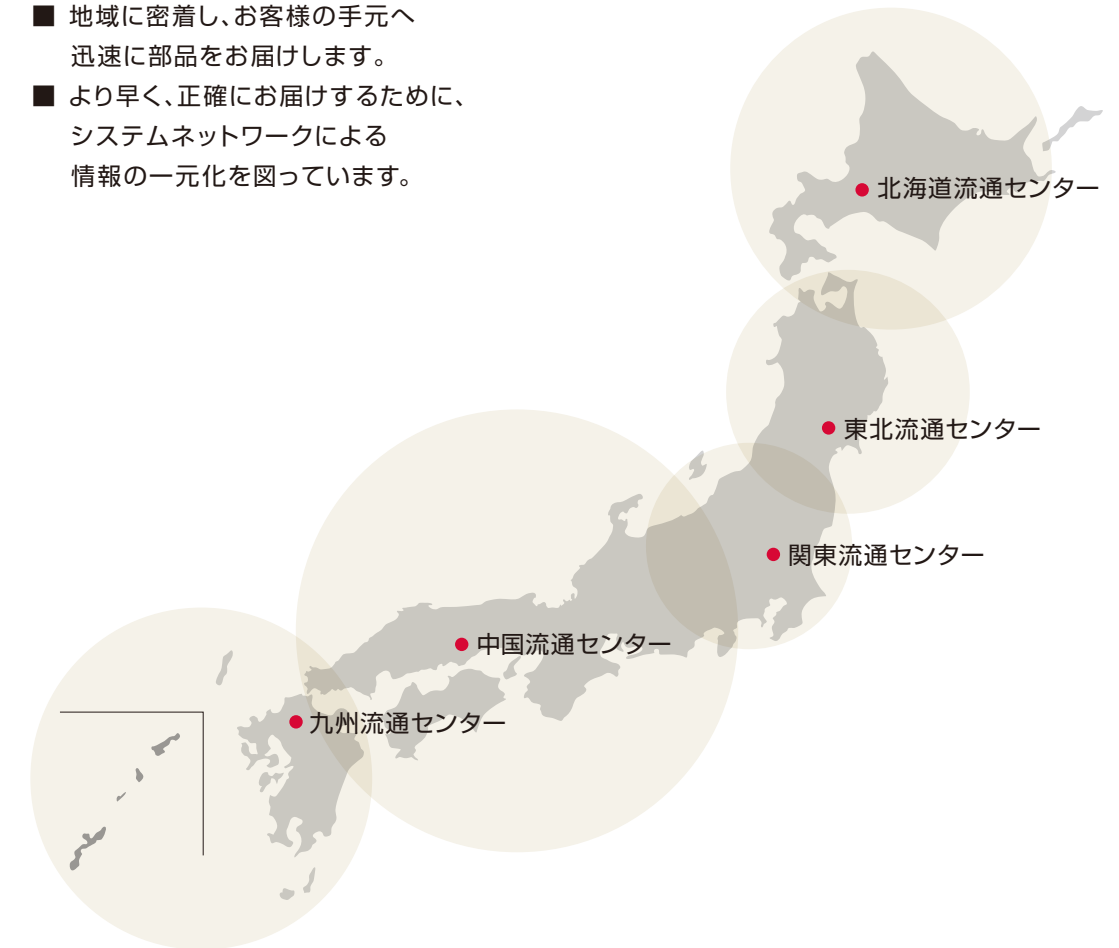 ■ 地域に密着し、お客様の手元へ
迅速に部品をお届けします。
■ より早く、正確にお届けするために、
システムネットワークによる
情報の一元化を図っています。
北海道流通センター
東北流通センター
関東流通センター
中国流通センター
九州流通センター